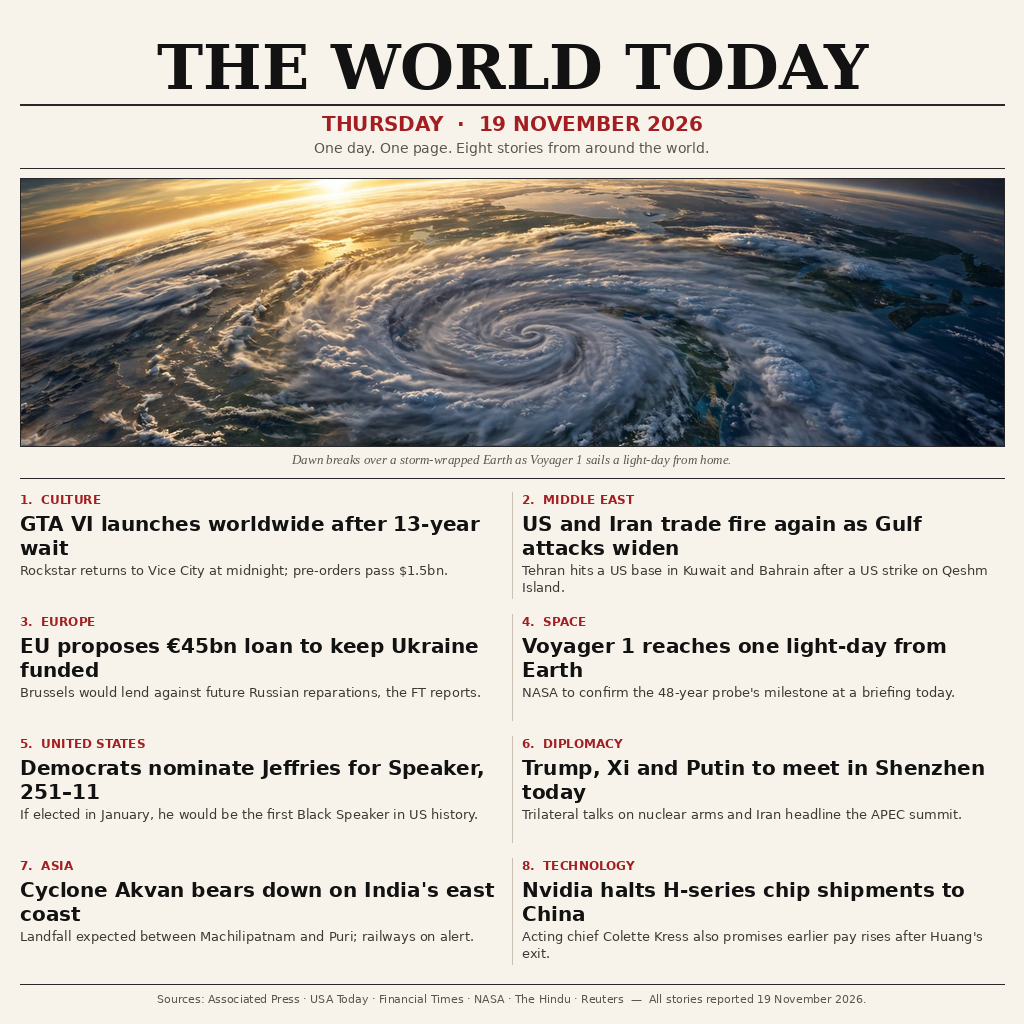 THE WORLD TODAY
THURSDAY · 19 NOVEMBER 2026
One day. One page. Eight stories from around the world.
Dawn breaks over a storm-wrapped Earth as Voyager 1 sails a light-day from home.
1. CULTURE
GTA VI launches worldwide after 13-year
wait
Rockstar returns to Vice City at midnight; pre-orders pass $1.5bn.
2. MIDDLE EAST
US and Iran trade fire again as Gulf
attacks widen
Tehran hits a US base in Kuwait and Bahrain after a US strike on Qeshm
Island.
3. EUROPE
EU proposes €45bn loan to keep Ukraine
funded
Brussels would lend against future Russian reparations, the FT reports.
4. SPACE
Voyager 1 reaches one light-day from
Earth
NASA to confirm the 48-year probe's milestone at a briefing today.
5. UNITED STATES
Democrats nominate Jeffries for Speaker,
251–11
If elected in January, he would be the first Black Speaker in US history.
6. DIPLOMACY
Trump, Xi and Putin to meet in Shenzhen
today
Trilateral talks on nuclear arms and Iran headline the APEC summit.
7. ASIA
Cyclone Akvan bears down on India's east
coast
Landfall expected between Machilipatnam and Puri; railways on alert.
8. TECHNOLOGY
Nvidia halts H-series chip shipments to
China
Acting chief Colette Kress also promises earlier pay rises after Huang's
exit.
Sources: Associated Press · USA Today · Financial Times · NASA · The Hindu · Reuters — All stories reported 19 November 2026.